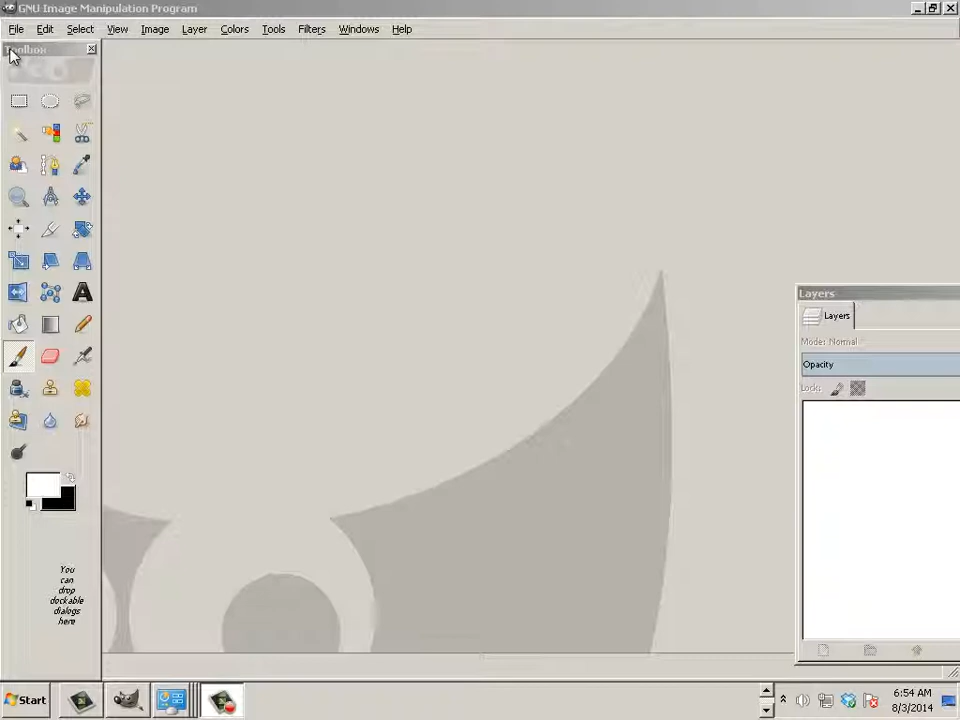 GNU Image Manipulation Program
File Edit Select View Image Layer Colors Tools Filters Windows Help
Toolbox
Layers
Layers
Mode: Normal
Opacity
Lock:
You
can
drop
dockable
dialogs
here
Start
6:54 AM
8/3/2014